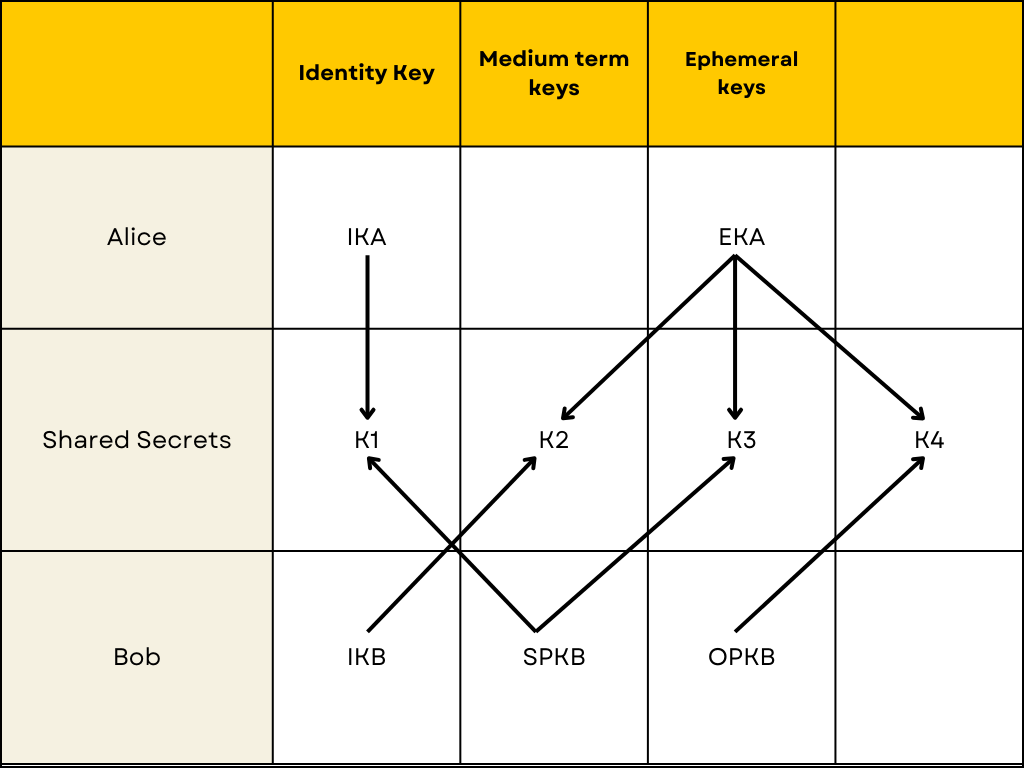 Identity Key
Medium term
keys
Ephemeral
keys
Alice
IKA
EKA
Shared Secrets
K1
K2
K3
K4
Bob
IKB
SPKB
OPKB